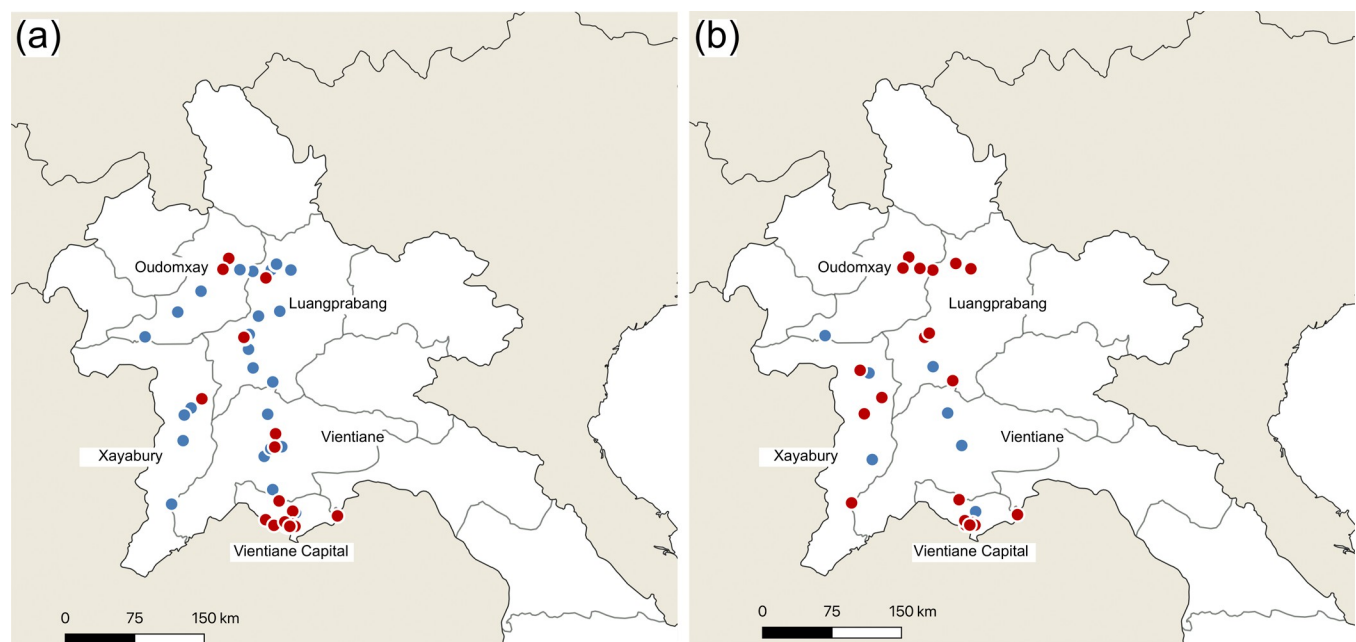 (a)
Oudomxay
Luangprabang
Vientiane
Xayabury
Vientiane Capital
0 75 150 km
(b)
Oudomxay
Luangprabang
Vientiane
Xayabury
Vientiane Capital
0 75 150 km